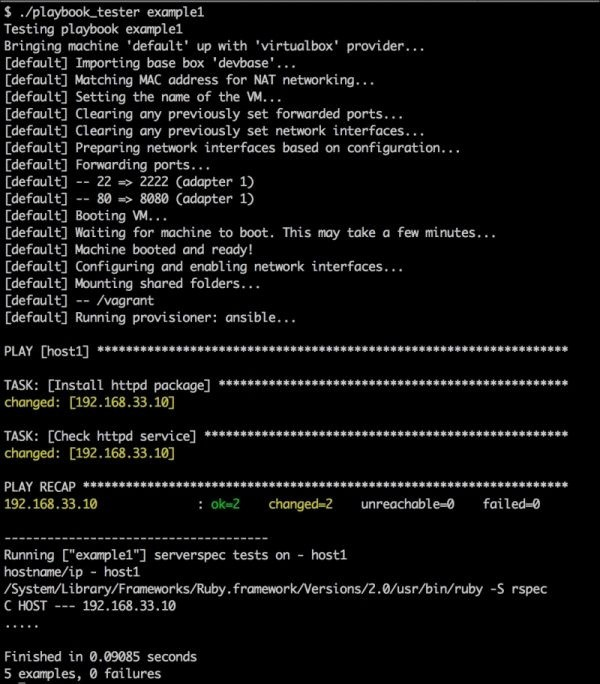 $ ./playbook_tester example1
Testing playbook example1
Bringing machine 'default' up with 'virtualbox' provider...
[default] Importing base box 'devbase'...
[default] Matching MAC address for NAT networking...
[default] Setting the name of the VM...
[default] Clearing any previously set forwarded ports...
[default] Clearing any previously set network interfaces...
[default] Preparing network interfaces based on configuration...
[default] Forwarding ports...
[default] -- 22 => 2222 (adapter 1)
[default] -- 80 => 8080 (adapter 1)
[default] Booting VM...
[default] Waiting for machine to boot. This may take a few minutes...
[default] Machine booted and ready!
[default] Configuring and enabling network interfaces...
[default] Mounting shared folders...
[default] -- /vagrant
[default] Running provisioner: ansible...
PLAY [host1] ******************************************************************
TASK: [Install httpd package] *************************************************
changed: [192.168.33.10]
TASK: [Check httpd service] ***************************************************
changed: [192.168.33.10]
PLAY RECAP ********************************************************************
192.168.33.10 : ok=2 changed=2 unreachable=0 failed=0
-------------------------------------
Running ["example1"] serverspec tests on - host1
hostname/ip - host1
/System/Library/Frameworks/Ruby.framework/Versions/2.0/usr/bin/ruby -S rspec
C HOST --- 192.168.33.10
.....
Finished in 0.09085 seconds
5 examples, 0 failures